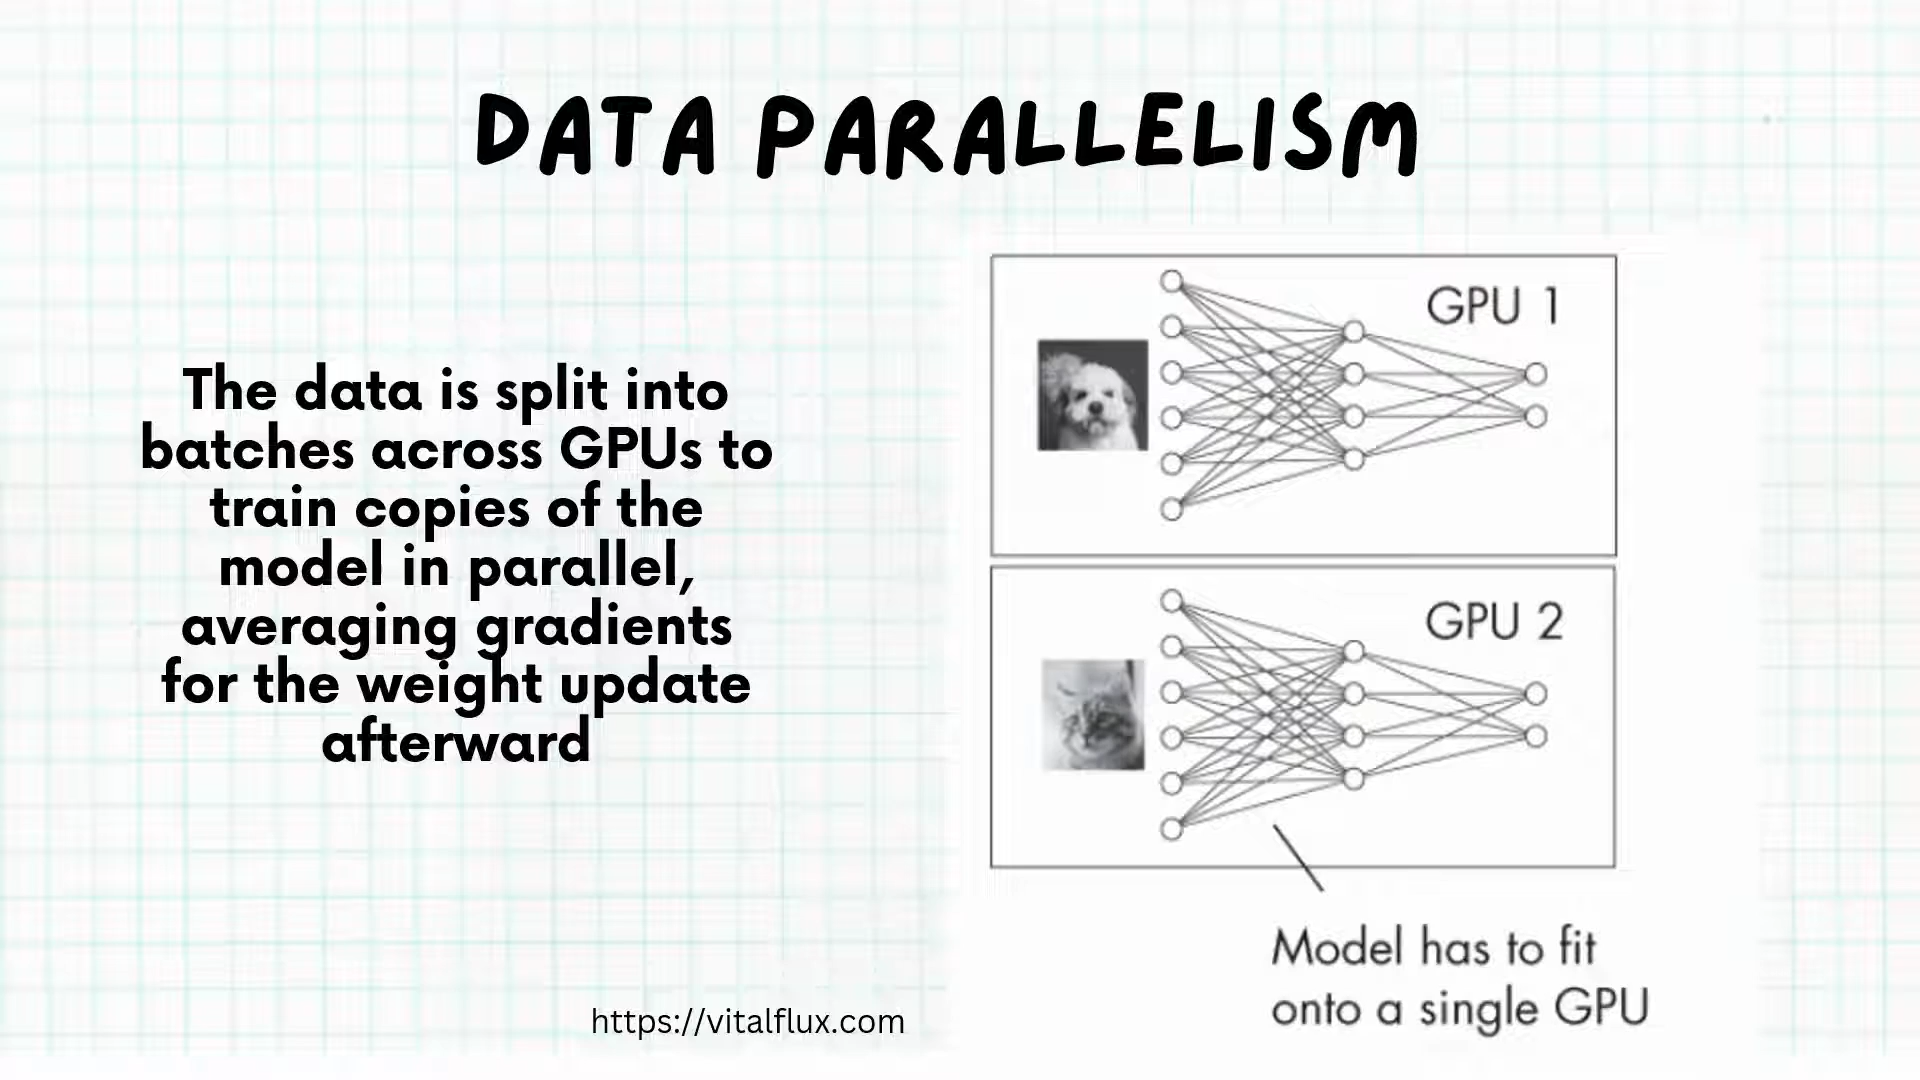 DATA PARALLELISM
The data is split into
batches across GPUs to
train copies of the
model in parallel,
averaging gradients
for the weight update
afterward
GPU 1
GPU 2
Model has to fit
onto a single GPU
https://vitalflux.com